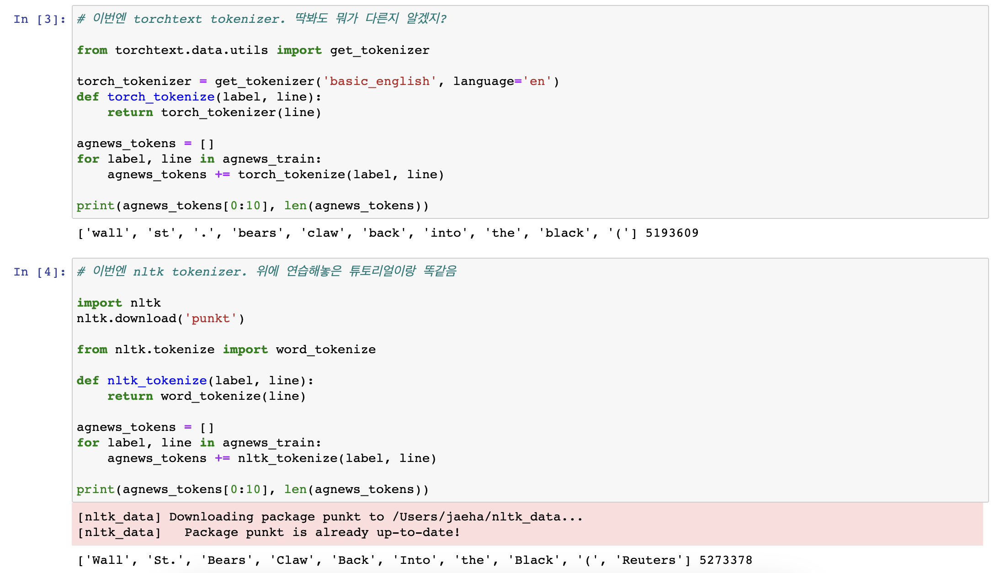 In [3]: # 이번엔 torchtext tokenizer. 딱봐도 뭐가 다른지 알겠지?
from torchtext.data.utils import get_tokenizer
torch_tokenizer = get_tokenizer('basic_english', language='en')
def torch_tokenize(label, line):
    return torch_tokenizer(line)
agnews_tokens = []
for label, line in agnews_train:
    agnews_tokens += torch_tokenize(label, line)
print(agnews_tokens[0:10], len(agnews_tokens))
['wall', 'st', '.', 'bears', 'claw', 'back', 'into', 'the', 'black', '('] 5193609
In [4]: # 이번엔 nltk tokenizer. 위에 연습해놓은 튜토리얼이랑 똑같음
import nltk
nltk.download('punkt')
from nltk.tokenize import word_tokenize
def nltk_tokenize(label, line):
    return word_tokenize(line)
agnews_tokens = []
for label, line in agnews_train:
    agnews_tokens += nltk_tokenize(label, line)
print(agnews_tokens[0:10], len(agnews_tokens))
[nltk_data] Downloading package punkt to /Users/jaeha/nltk_data...
[nltk_data]   Package punkt is already up-to-date!
['Wall', 'St.', 'Bears', 'Claw', 'Back', 'Into', 'the', 'Black', '(', 'Reuters'] 5273378